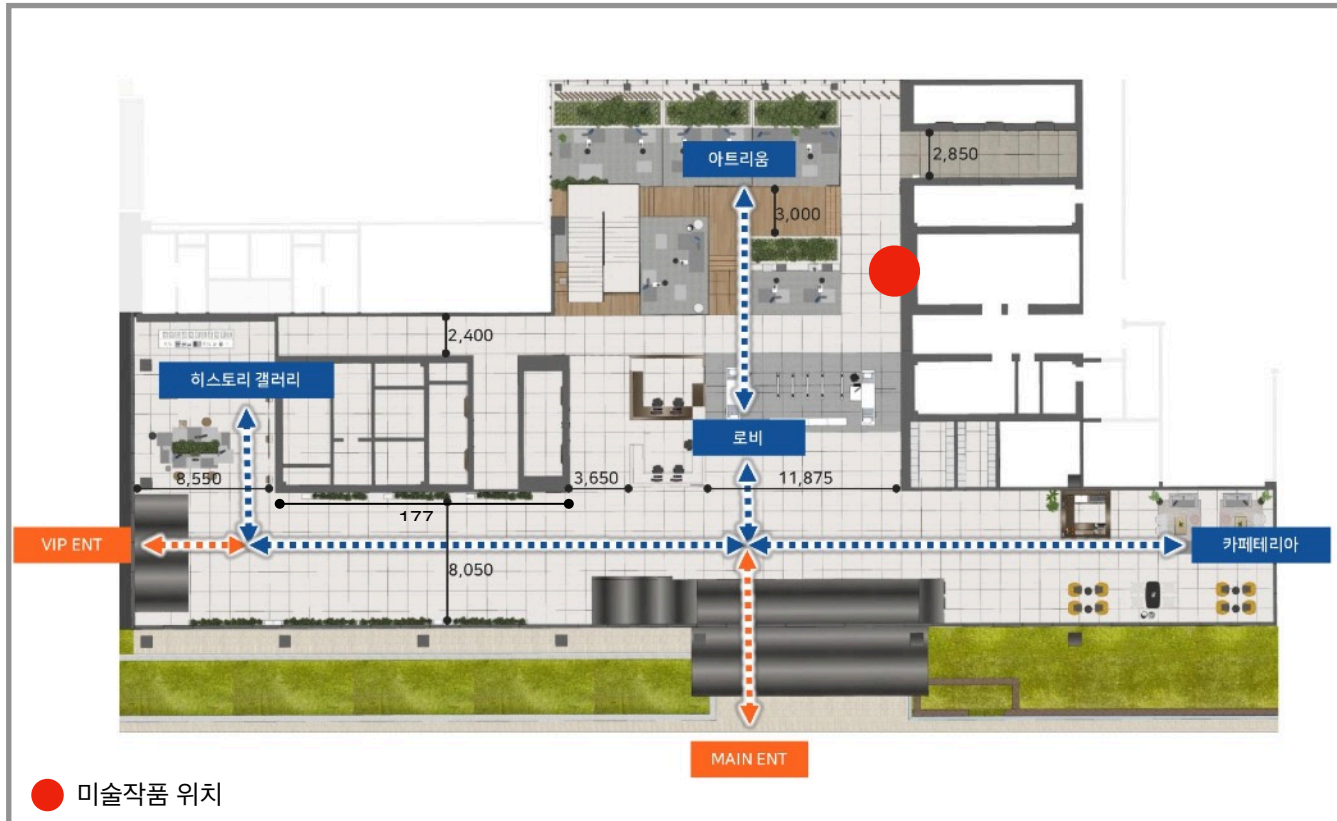 아트리움
2,850
3,000
2,400
히스토리 갤러리
로비
8,550
3,650
11,875
177
VIP ENT
카페테리아
8,050
MAIN ENT
미술작품 위치